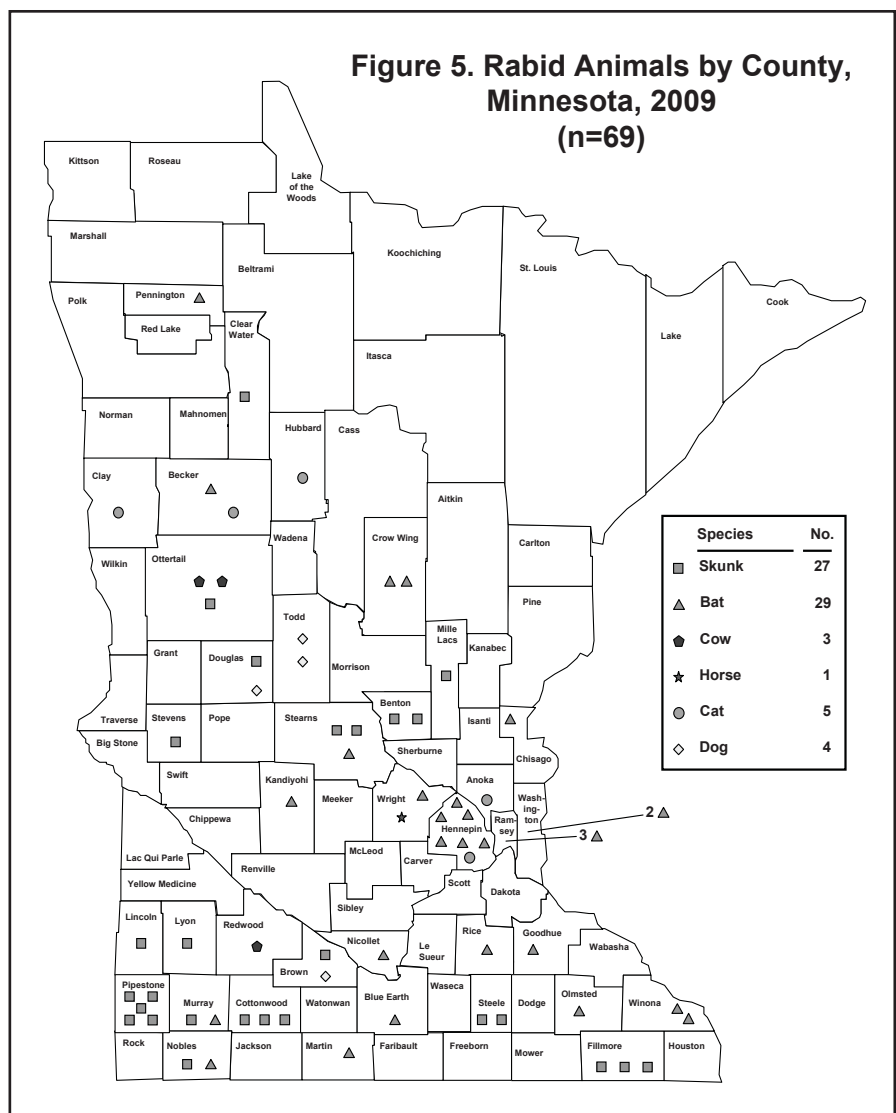 Figure 5. Rabid Animals by County,
Minnesota, 2009
(n=69)
Kittson
Roseau
Lake
of the
Woods
Marshall
Koochiching
St. Louis
Beltrami
Polk
Pennington
Red Lake
Clear
Water
Cook
Lake
Itasca
Norman
Mahnomen
Hubbard
Cass
Clay
Becker
Aitkin
Wadena
Crow Wing
Carlton
Wilkin
Ottertail
Pine
Todd
Mille
Lacs
Kanabec
Grant
Douglas
Morrison
Benton
Isanti
Traverse
Stevens
Pope
Stearns
Big Stone
Sherburne
Chisago
Swift
Kandiyohi
Meeker
Wright
Anoka
Wash-
ing-
ton
Chippewa
Hennepin
Ram-
sey
2
3
Lac Qui Parle
Renville
McLeod
Carver
Scott
Dakota
Yellow Medicine
Sibley
Lincoln
Lyon
Redwood
Nicollet
Le
Sueur
Rice
Goodhue
Wabasha
Brown
Pipestone
Murray
Cottonwood
Watonwan
Blue Earth
Waseca
Steele
Dodge
Olmsted
Winona
Rock
Nobles
Jackson
Martin
Faribault
Freeborn
Mower
Fillmore
Houston
Species No.
Skunk 27
Bat 29
Cow 3
Horse 1
Cat 5
Dog 4